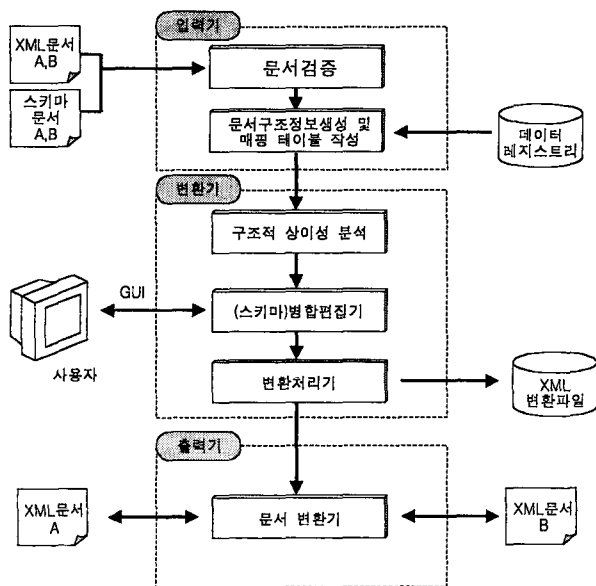 입력기
XML문서
A,B
스키마
문서
A,B
문서검증
문서구조정보생성 및
매핑 테이블 작성
데이터
레지스트리
변환기
구조적 상이성 분석
GUI
(스키마)병합편집기
사용자
변환처리기
XML
변환파일
출력기
XML문서
A
문서 변환기
XML문서
B